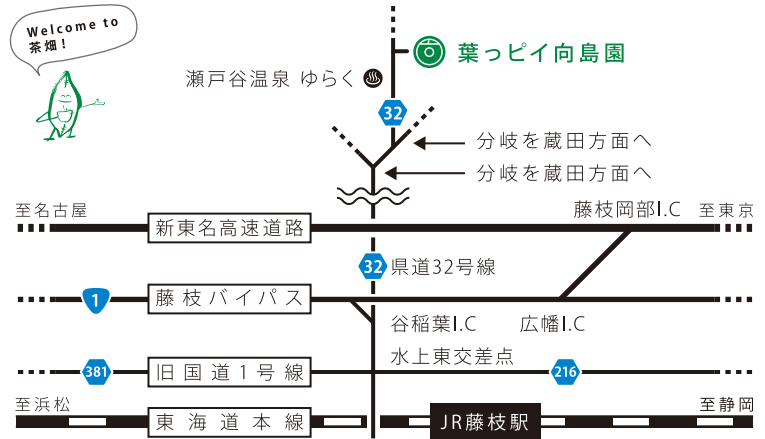 Welcome to
茶畑！
葉っピイ向島園
瀬戸谷温泉 ゆらく
32
分岐を蔵田方面へ
分岐を蔵田方面へ
至名古屋
藤枝岡部I.C
至東京
新東名高速道路
32
県道32号線
1
藤枝バイパス
谷稲葉I.C
広幡I.C
水上東交差点
381
旧国道1号線
216
至浜松
至静岡
東海道本線
JR藤枝駅